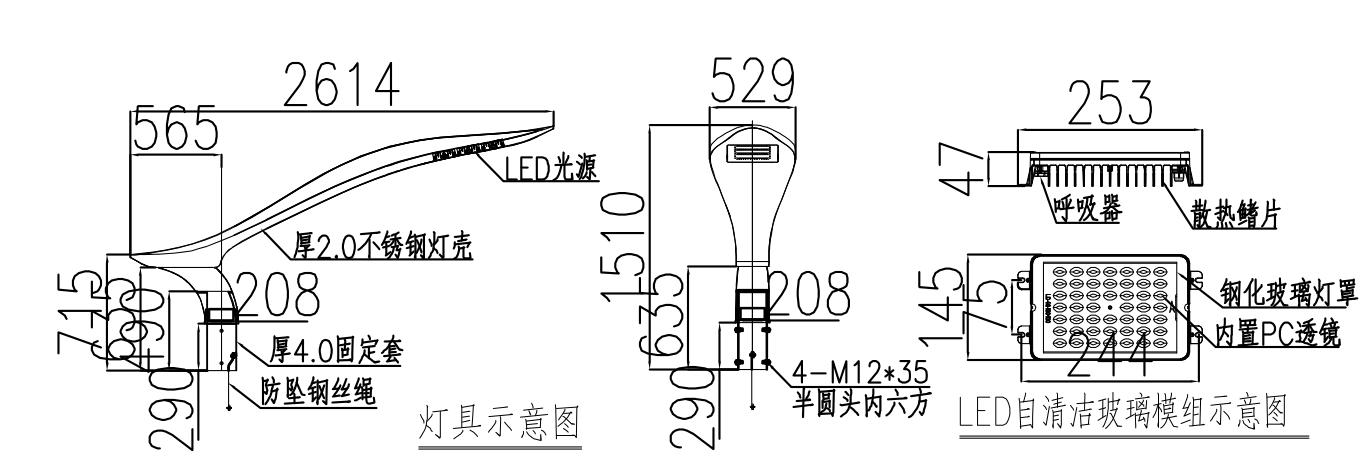 2614
565
LED光源
厚2.0不锈钢灯壳
715
635
490
208
290
厚4.0固定套
防坠钢丝绳
灯具示意图
529
1510
635
208
290
4-M12*35
半圆头内六方
253
47
呼吸器
散热鳍片
145
75
244
钢化玻璃灯罩
内置PC透镜
LED自清洁玻璃模组示意图